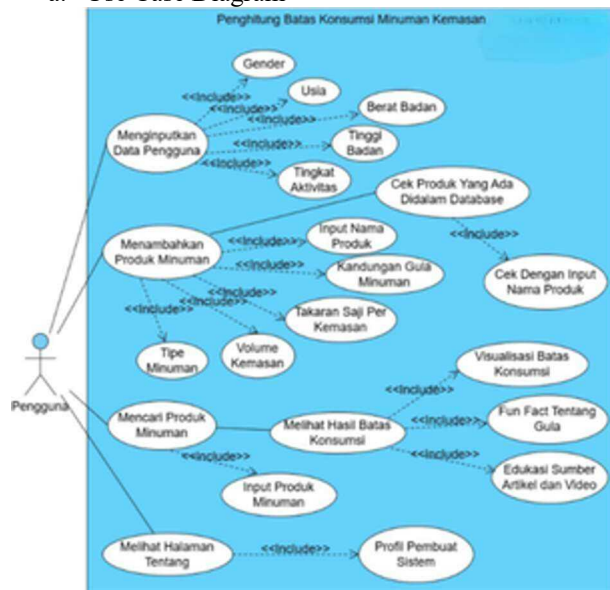 a. Use Case Diagram
Penghitung Batas Konsumsi Minuman Kemasan
Gender
<<Include>>
Usia
<<Include>>
Berat Badan
<<Include>>
Menginputkan
Data Pengguna
<<Include>>
Tinggi
Badan
<<Include>>
Tingkat
Aktivitas
Cek Produk Yang Ada
Didalam Database
<<Include>>
Cek Dengan Input
Nama Produk
Menambahkan
Produk Minuman
Input Nama
Produk
<<Include>>
<<Include>>
Kandungan Gula
Minuman
<<Include>>
<<Include>>
<<Include>>
Takaran Saji Per
Kemasan
Tipe
Minuman
Volume
Kemasan
Pengguna
Mencari Produk
Minuman
<<Include>>
Input Produk
Minuman
Melihat Hasil Batas
Konsumsi
Visualisasi Batas
Konsumsi
<<Include>>
Fun Fact Tentang
Gula
<<Include>>
<<Include>>
Edukasi Sumber
Artikel dan Video
Melihat Halaman
Tentang
<<Include>>
Profil Pembuat
Sistem